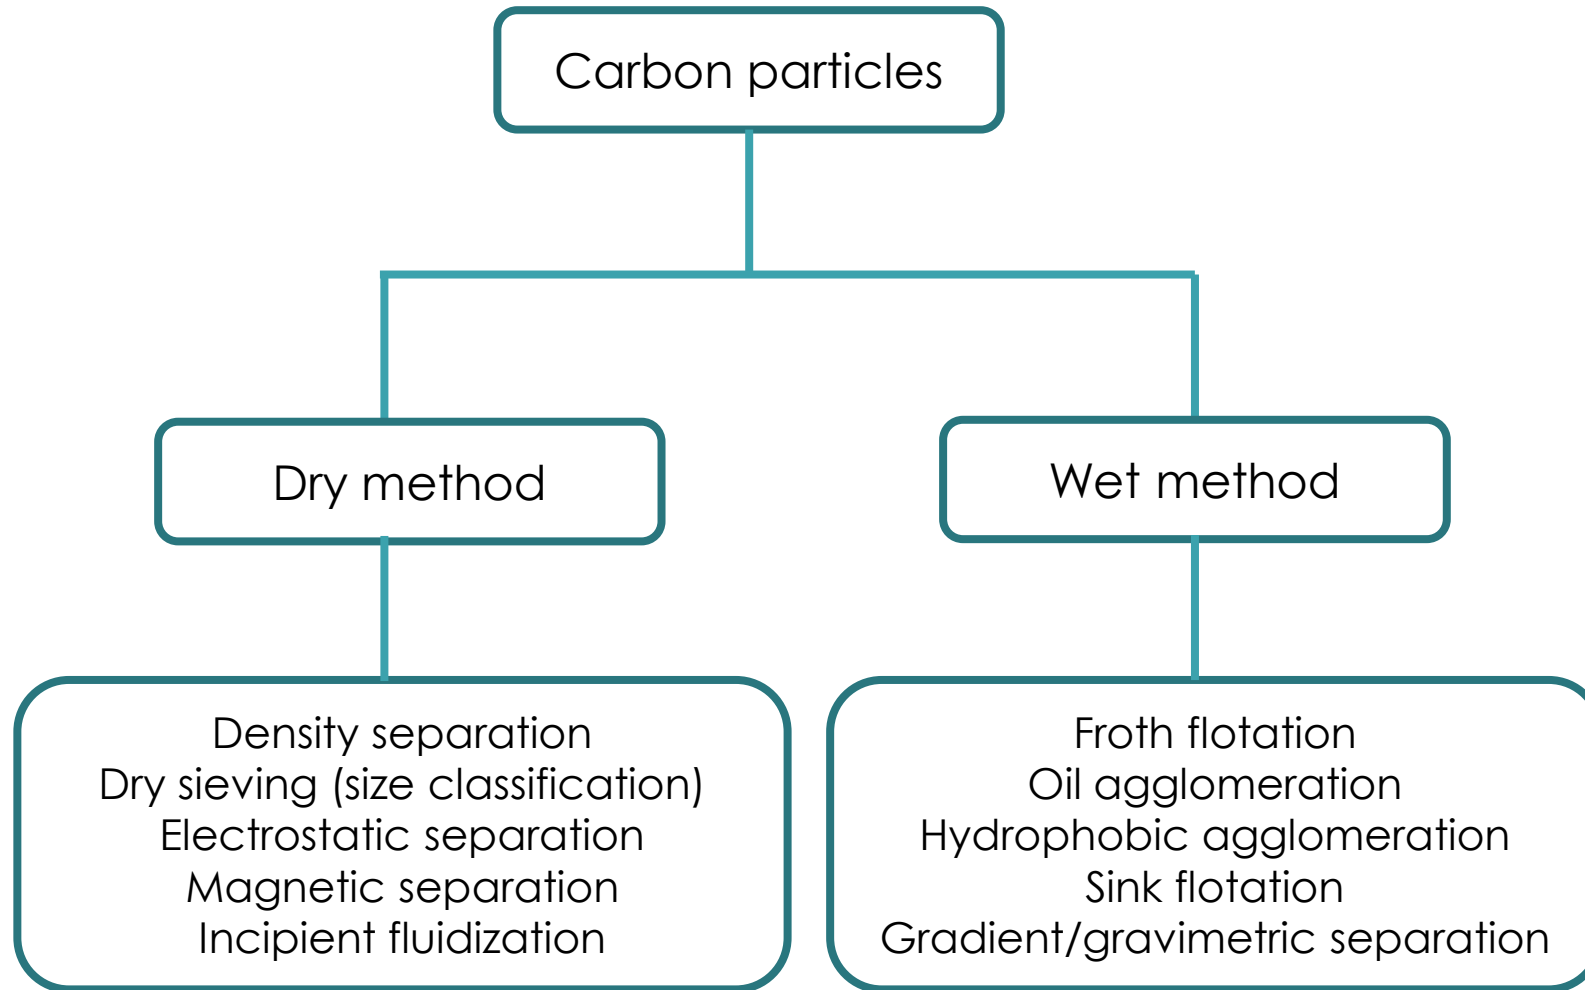 Carbon particles
Dry method
Wet method
Density separation
Dry sieving (size classification)
Electrostatic separation
Magnetic separation
Incipient fluidization
Froth flotation
Oil agglomeration
Hydrophobic agglomeration
Sink flotation
Gradient/gravimetric separation